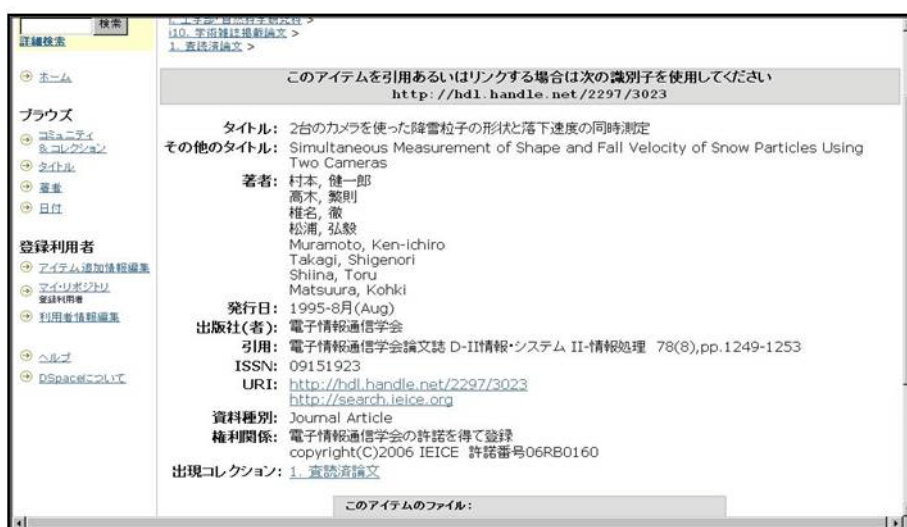 検索
詳細検索
ホーム
ブラウズ
コミュニティ
& コレクション
タイトル
著者
日付
登録利用者
アイテム追加情報編集
マイ・リポジトリ
登録利用者
利用者情報編集
ヘルプ
DSpaceについて
i. 工学部・自然科学研究科 >
i10. 学術雑誌掲載論文 >
1. 査読済論文 >
このアイテムを引用あるいはリンクする場合は次の識別子を使用してください
http://hdl.handle.net/2297/3023
タイトル: 2台のカメラを使った降雪粒子の形状と落下速度の同時測定
その他のタイトル: Simultaneous Measurement of Shape and Fall Velocity of Snow Particles Using
Two Cameras
著者: 村本, 健一郎
高木, 繁則
椎名, 徹
松浦, 弘毅
Muramoto, Ken-ichiro
Takagi, Shigenori
Shiina, Toru
Matsuura, Kohki
発行日: 1995-8月(Aug)
出版社(者): 電子情報通信学会
引用: 電子情報通信学会論文誌 D-II情報・システム II-情報処理 78(8),pp.1249-1253
ISSN: 09151923
URI: http://hdl.handle.net/2297/3023
http://search.ieice.org
資料種別: Journal Article
権利関係: 電子情報通信学会の許諾を得て登録
copyright(C)2006 IEICE 許諾番号06RB0160
出現コレクション: 1. 査読済論文
このアイテムのファイル: